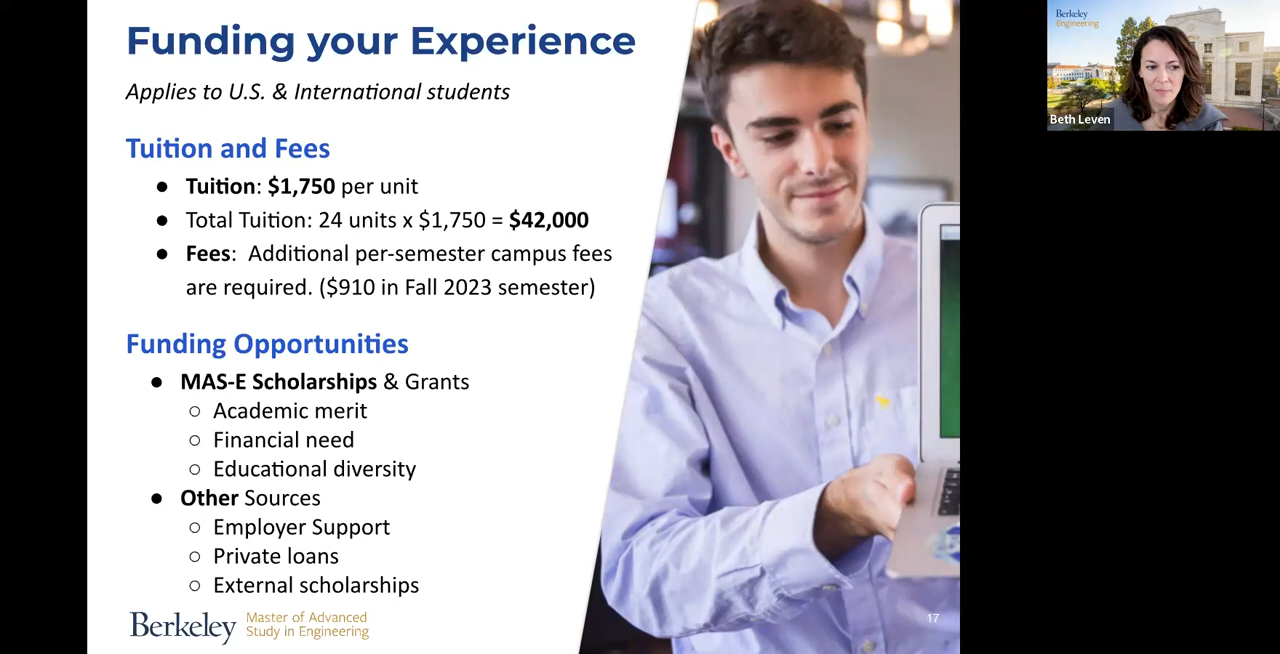 Funding your Experience
Applies to U.S. & International students
Tuition and Fees
● Tuition: $1,750 per unit
● Total Tuition: 24 units x $1,750 = $42,000
● Fees:  Additional per-semester campus fees
are required. ($910 in Fall 2023 semester)
Funding Opportunities
● MAS-E Scholarships & Grants
○ Academic merit
○ Financial need
○ Educational diversity
● Other Sources
○ Employer Support
○ Private loans
○ External scholarships
Berkeley
Master of Advanced
Study in Engineering
17
Berkeley
Engineering
Beth Leven